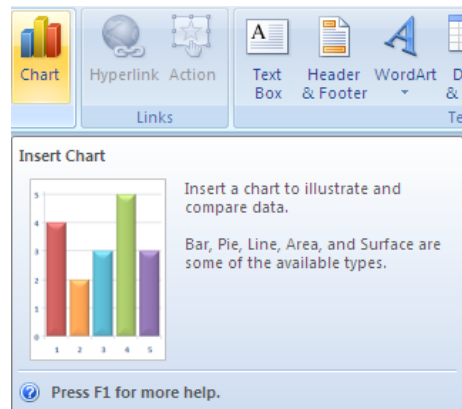 Chart
Hyperlink
Action
Text
Box
Header
& Footer
WordArt
D
&
Links
Te
Insert Chart
Insert a chart to illustrate and
compare data.
Bar, Pie, Line, Area, and Surface are
some of the available types.
5
4
3
2
1
0
1 2 3 4 5
Press F1 for more help.